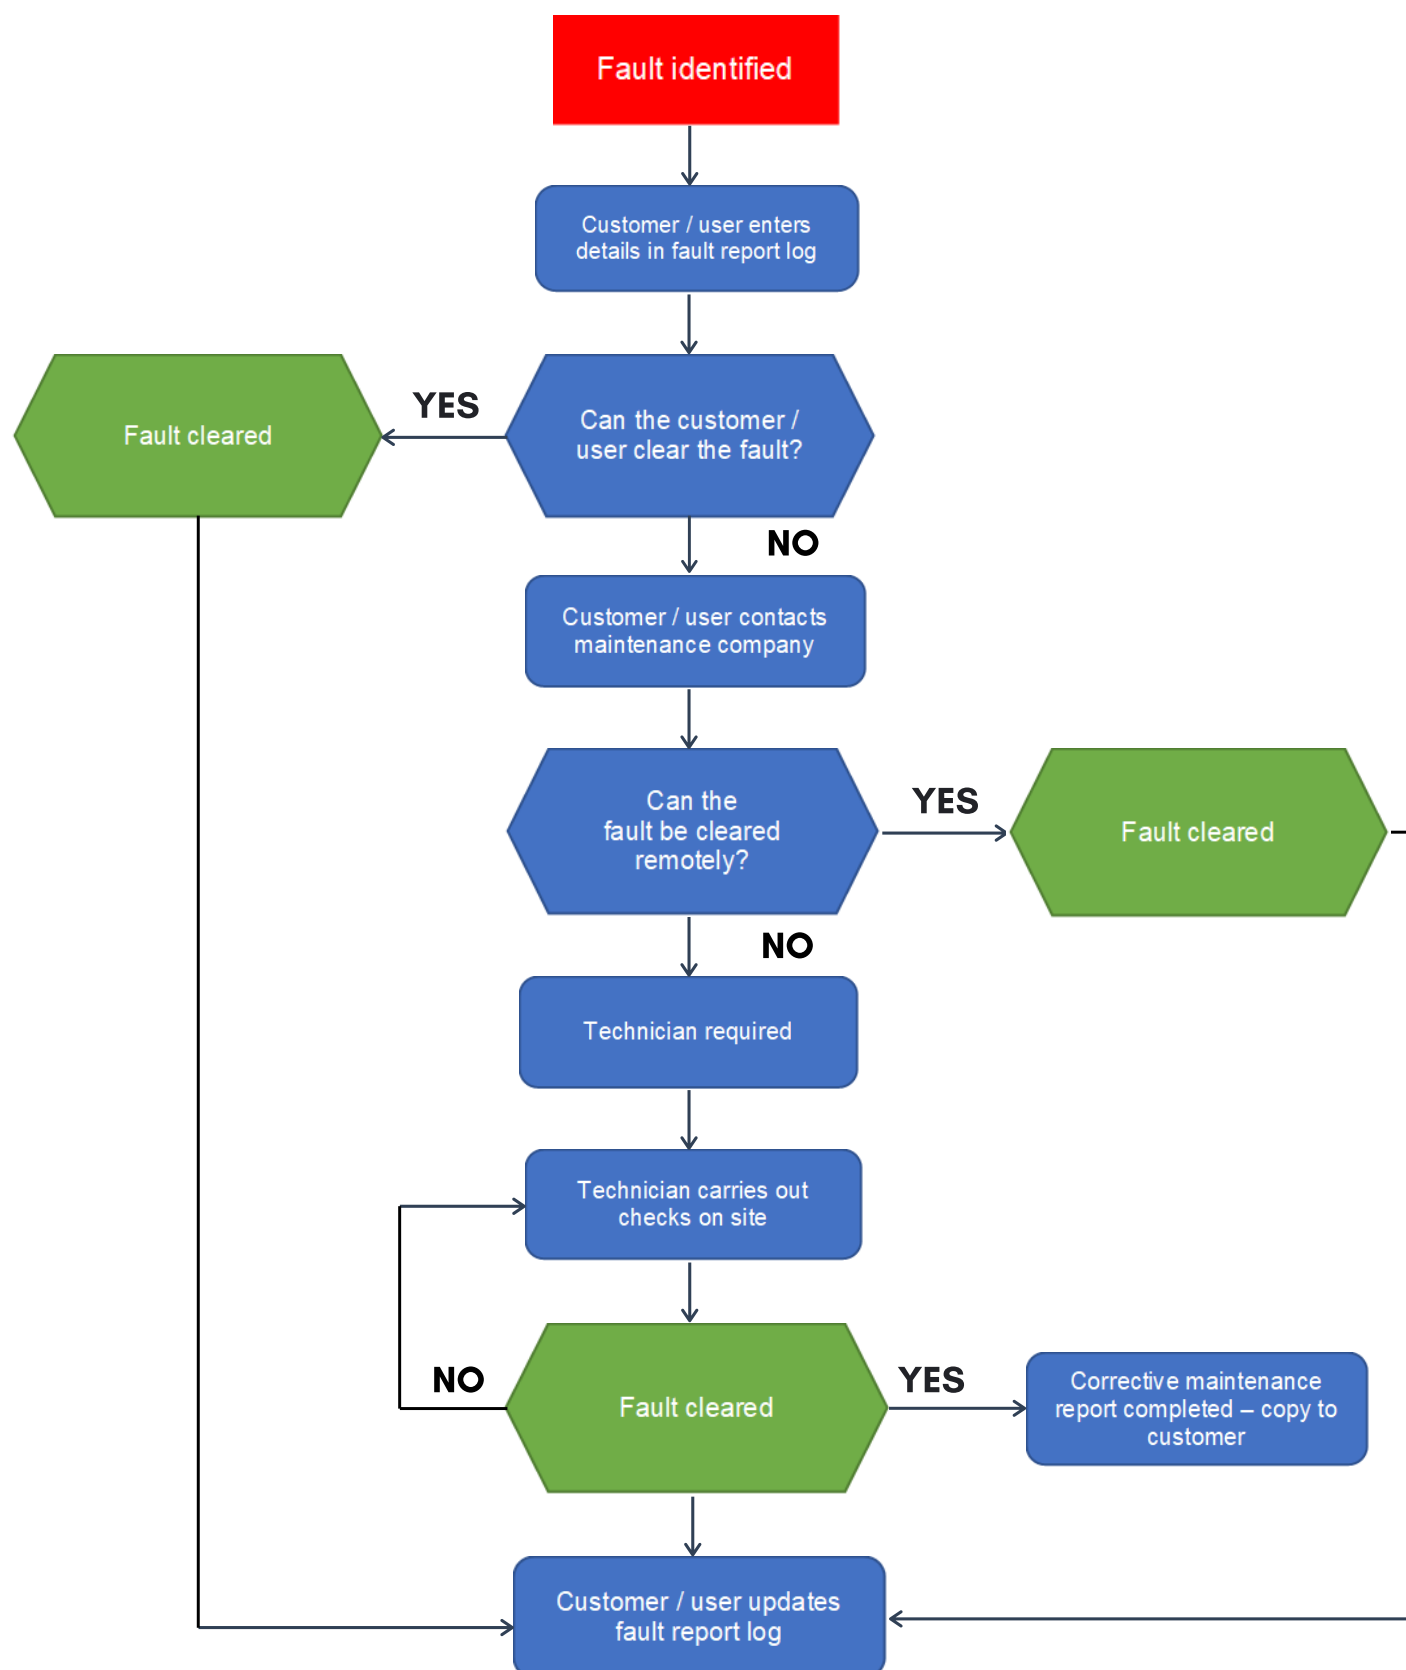 Fault identified
Customer / user enters
details in fault report log
YES
Fault cleared
Can the customer /
user clear the fault?
NO
Customer / user contacts
maintenance company
Can the
fault be cleared
remotely?
YES
Fault cleared
NO
Technician required
Technician carries out
checks on site
NO
Fault cleared
YES
Corrective maintenance
report completed – copy to
customer
Customer / user updates
fault report log